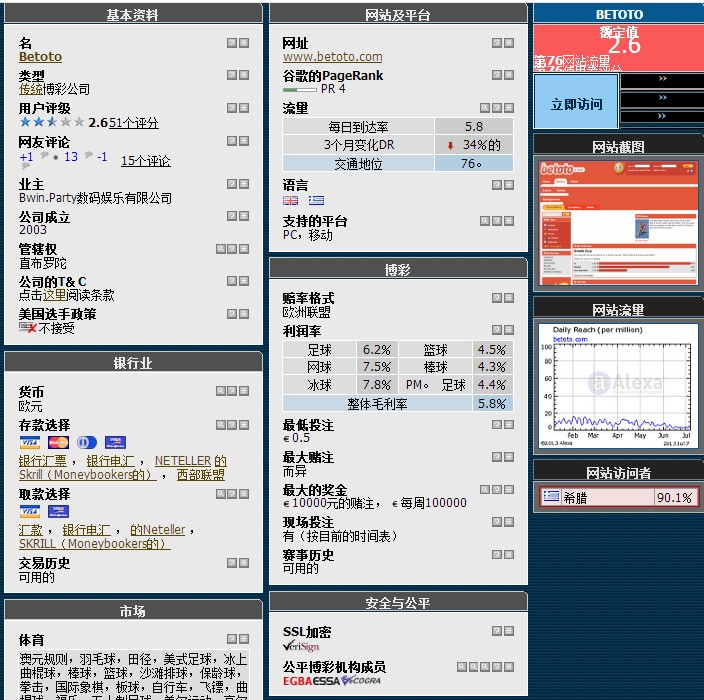 基本资料
名
Betoto
类型
传统博彩公司
用户评级
2.6 51个评分
网友评论
+1 13 -1 15个评论
业主
Bwin.Party数码娱乐有限公司
公司成立
2003
管辖权
直布罗陀
公司的T& C
点击这里阅读条款
美国选手政策
不接受
银行业
货币
欧元
存款选择
VISA
银行汇票 ， 银行电汇 ， NETELLER 的
Skrill（Moneybookers的） ， 西部联盟
取款选择
VISA
汇款 ， 银行电汇 ， 的Neteller ，
SKRILL（Moneybookers的）
交易历史
可用的
市场
体育
澳元规则，羽毛球，田径，美式足球，冰上
曲棍球，棒球，篮球，沙滩排球，保龄球，
拳击，国际象棋，板球，自行车，飞镖，曲
网站及平台
网址
www.betoto.com
谷歌的PageRank
PR 4
流量
每日到达率 5.8
3个月变化DR 34%的
交通地位 76。
语言
支持的平台
PC，移动
博彩
赔率格式
欧洲联盟
利润率
足球 6.2% 篮球 4.5%
网球 7.5% 棒球 4.3%
冰球 7.8% PM。 足球 4.4%
整体毛利率 5.8%
最低投注
€ 0.5
最大赌注
而异
最大的奖金
€ 10000元的赌注， € 每周100000
现场投注
有（按目前的时间表）
赛事历史
可用的
安全与公平
SSL加密
VeriSign
公平博彩机构成员
EGBA ESSA eCOGRA
BETOTO
额定值
2.6
第76网站流量
立即访问
网站截图
betoto
网站流量
Daily Reach (per million)
betoto.com
100
80
60
40
20
0
Alexa
Feb Mar Apr May Jun Jul
©2013 Alexa 2013 Jul 7
网站访问者
希腊 90.1%